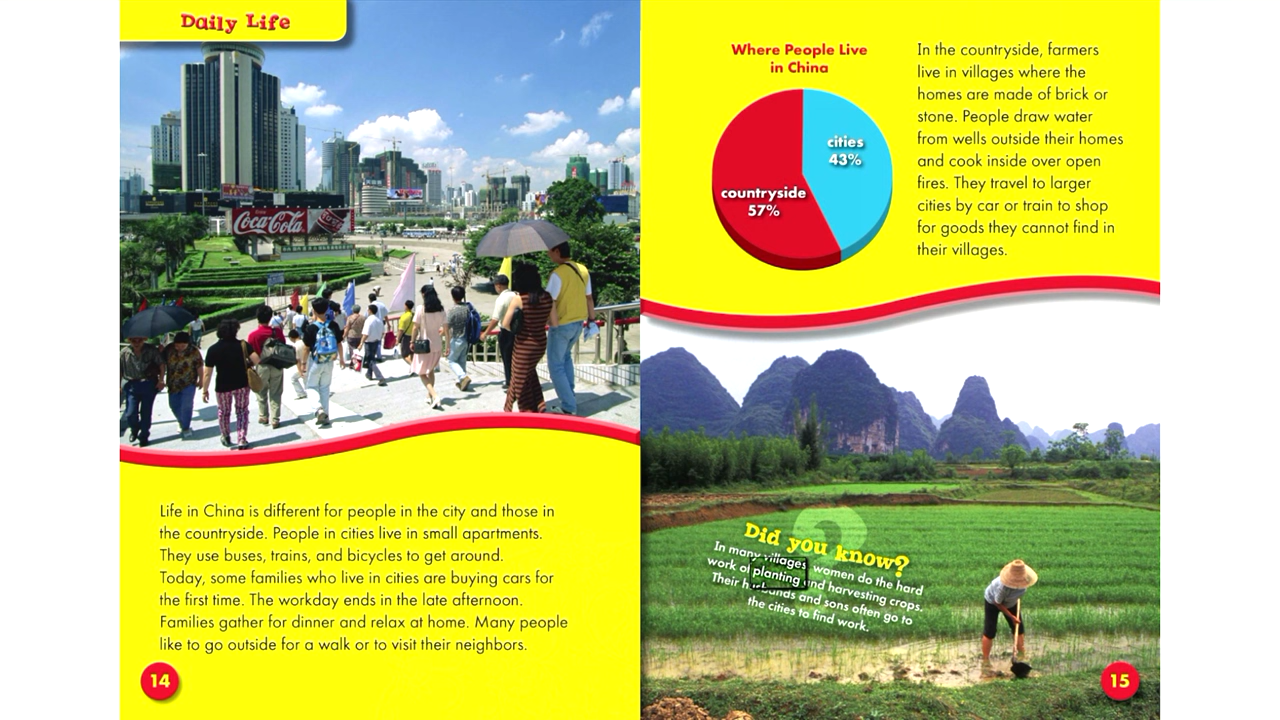 Daily Life
Enjoy
Coca-Cola
Life in China is different for people in the city and those in
the countryside. People in cities live in small apartments.
They use buses, trains, and bicycles to get around.
Today, some families who live in cities are buying cars for
the first time. The workday ends in the late afternoon.
Families gather for dinner and relax at home. Many people
like to go outside for a walk or to visit their neighbors.
14
Where People Live
in China
cities
43%
countryside
57%
In the countryside, farmers
live in villages where the
homes are made of brick or
stone. People draw water
from wells outside their homes
and cook inside over open
fires. They travel to larger
cities by car or train to shop
for goods they cannot find in
their villages.
?
Did you know?
In many villages, women do the hard
work of planting and harvesting crops.
Their husbands and sons often go to
the cities to find work.
15